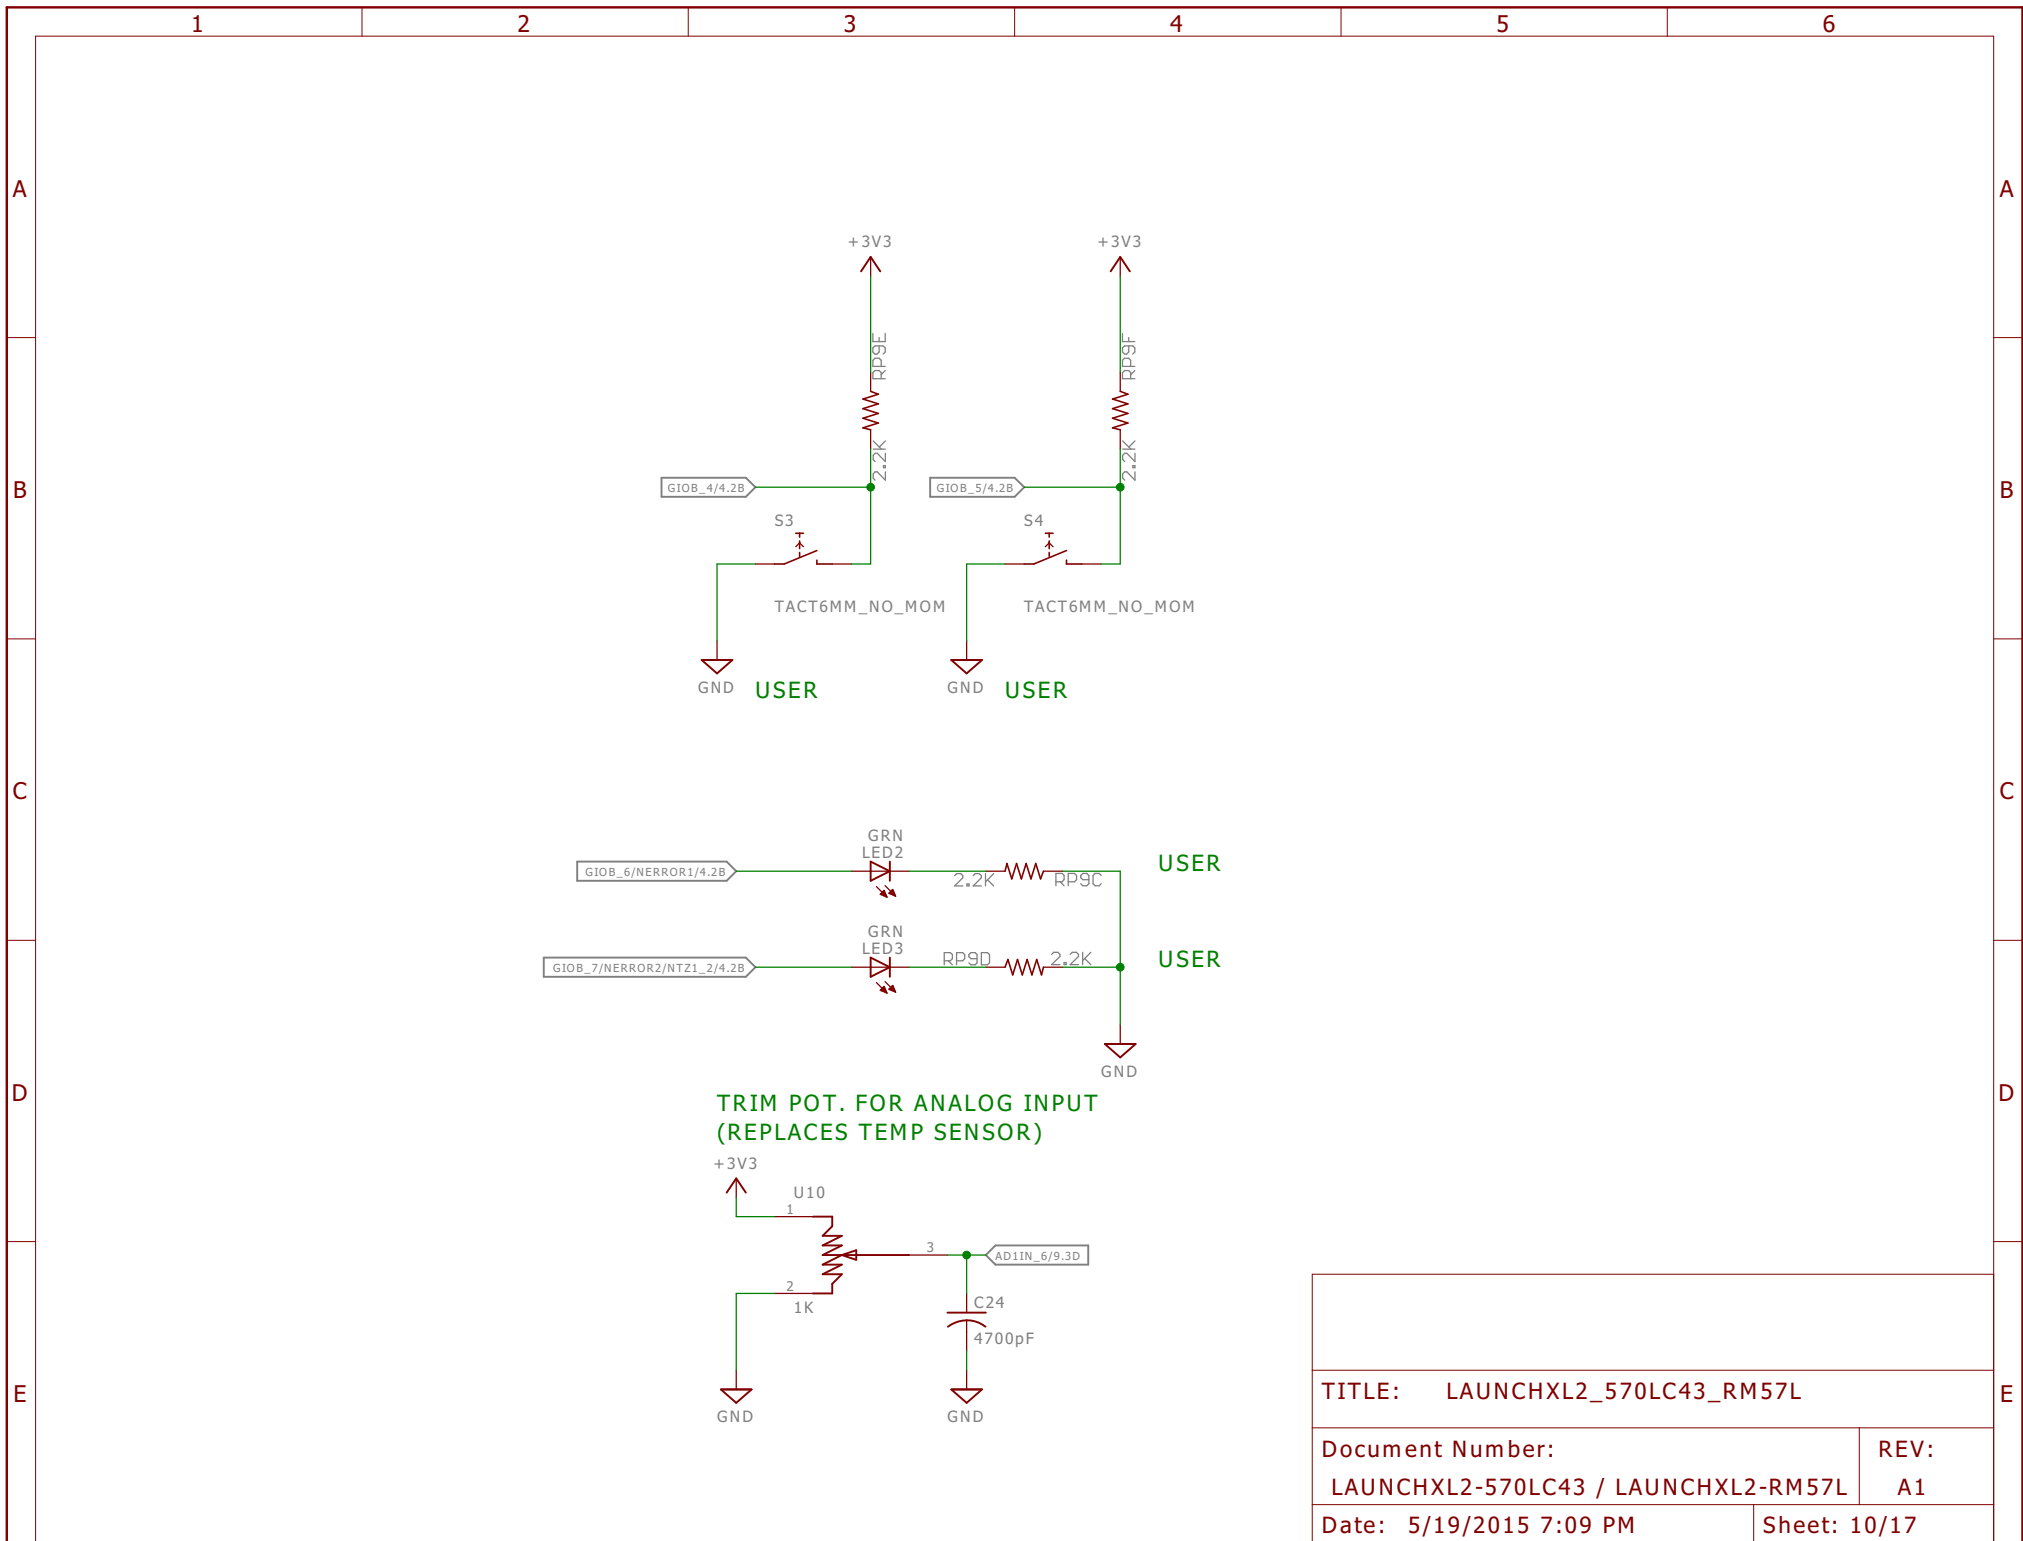 1 2 3 4 5 6
A A
+3V3 +3V3
RP9E RP9F
2.2K 2.2K
GIOB_4/4.2B GIOB_5/4.2B
B B
S3 S4
TACT6MM_NO_MOM TACT6MM_NO_MOM
GND USER GND USER
C C
GRN
LED2
GIOB_6/NERROR1/4.2B 2.2K RP9C USER
GRN
LED3
GIOB_7/NERROR2/NTZ1_2/4.2B RP9D 2.2K USER
GND
D D
TRIM POT. FOR ANALOG INPUT
(REPLACES TEMP SENSOR)
+3V3
U10
1
3 AD1IN_6/9.3D
2
1K
C24
4700pF
GND GND
E E
TITLE: LAUNCHXL2_570LC43_RM57L
Document Number: REV:
LAUNCHXL2-570LC43 / LAUNCHXL2-RM57L A1
Date: 5/19/2015 7:09 PM Sheet: 10/17